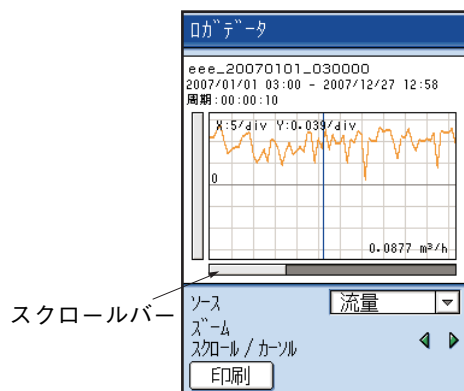 ロガデータ
eee_20070101_030000
2007/01/01 03:00 - 2007/12/27 12:58
周期:00:00:10
X:5/div Y:0.039/div
0
0.0877 m³/h
スクロールバー
ソース 流量
ズーム
スクロール / カーソル
印刷